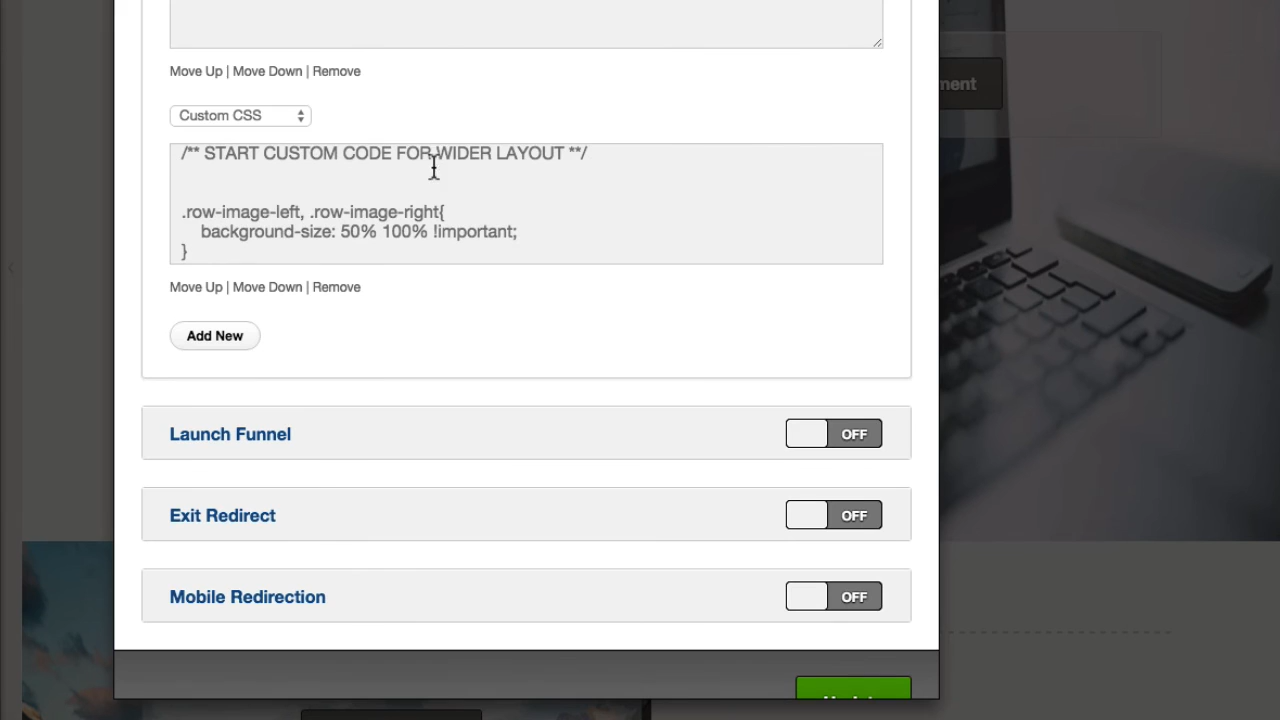 ment
Move Up | Move Down | Remove
Custom CSS
/** START CUSTOM CODE FOR WIDER LAYOUT **/
.row-image-left, .row-image-right{
background-size: 50% 100% !important;
}
Move Up | Move Down | Remove
Add New
Launch Funnel
OFF
Exit Redirect
OFF
Mobile Redirection
OFF